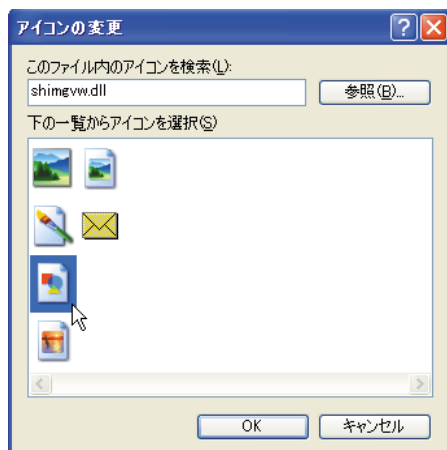 アイコンの変更
このファイル内のアイコンを検索(L):
shimgvw.dll
参照(B)...
下の一覧からアイコンを選択(S)
OK
キャンセル